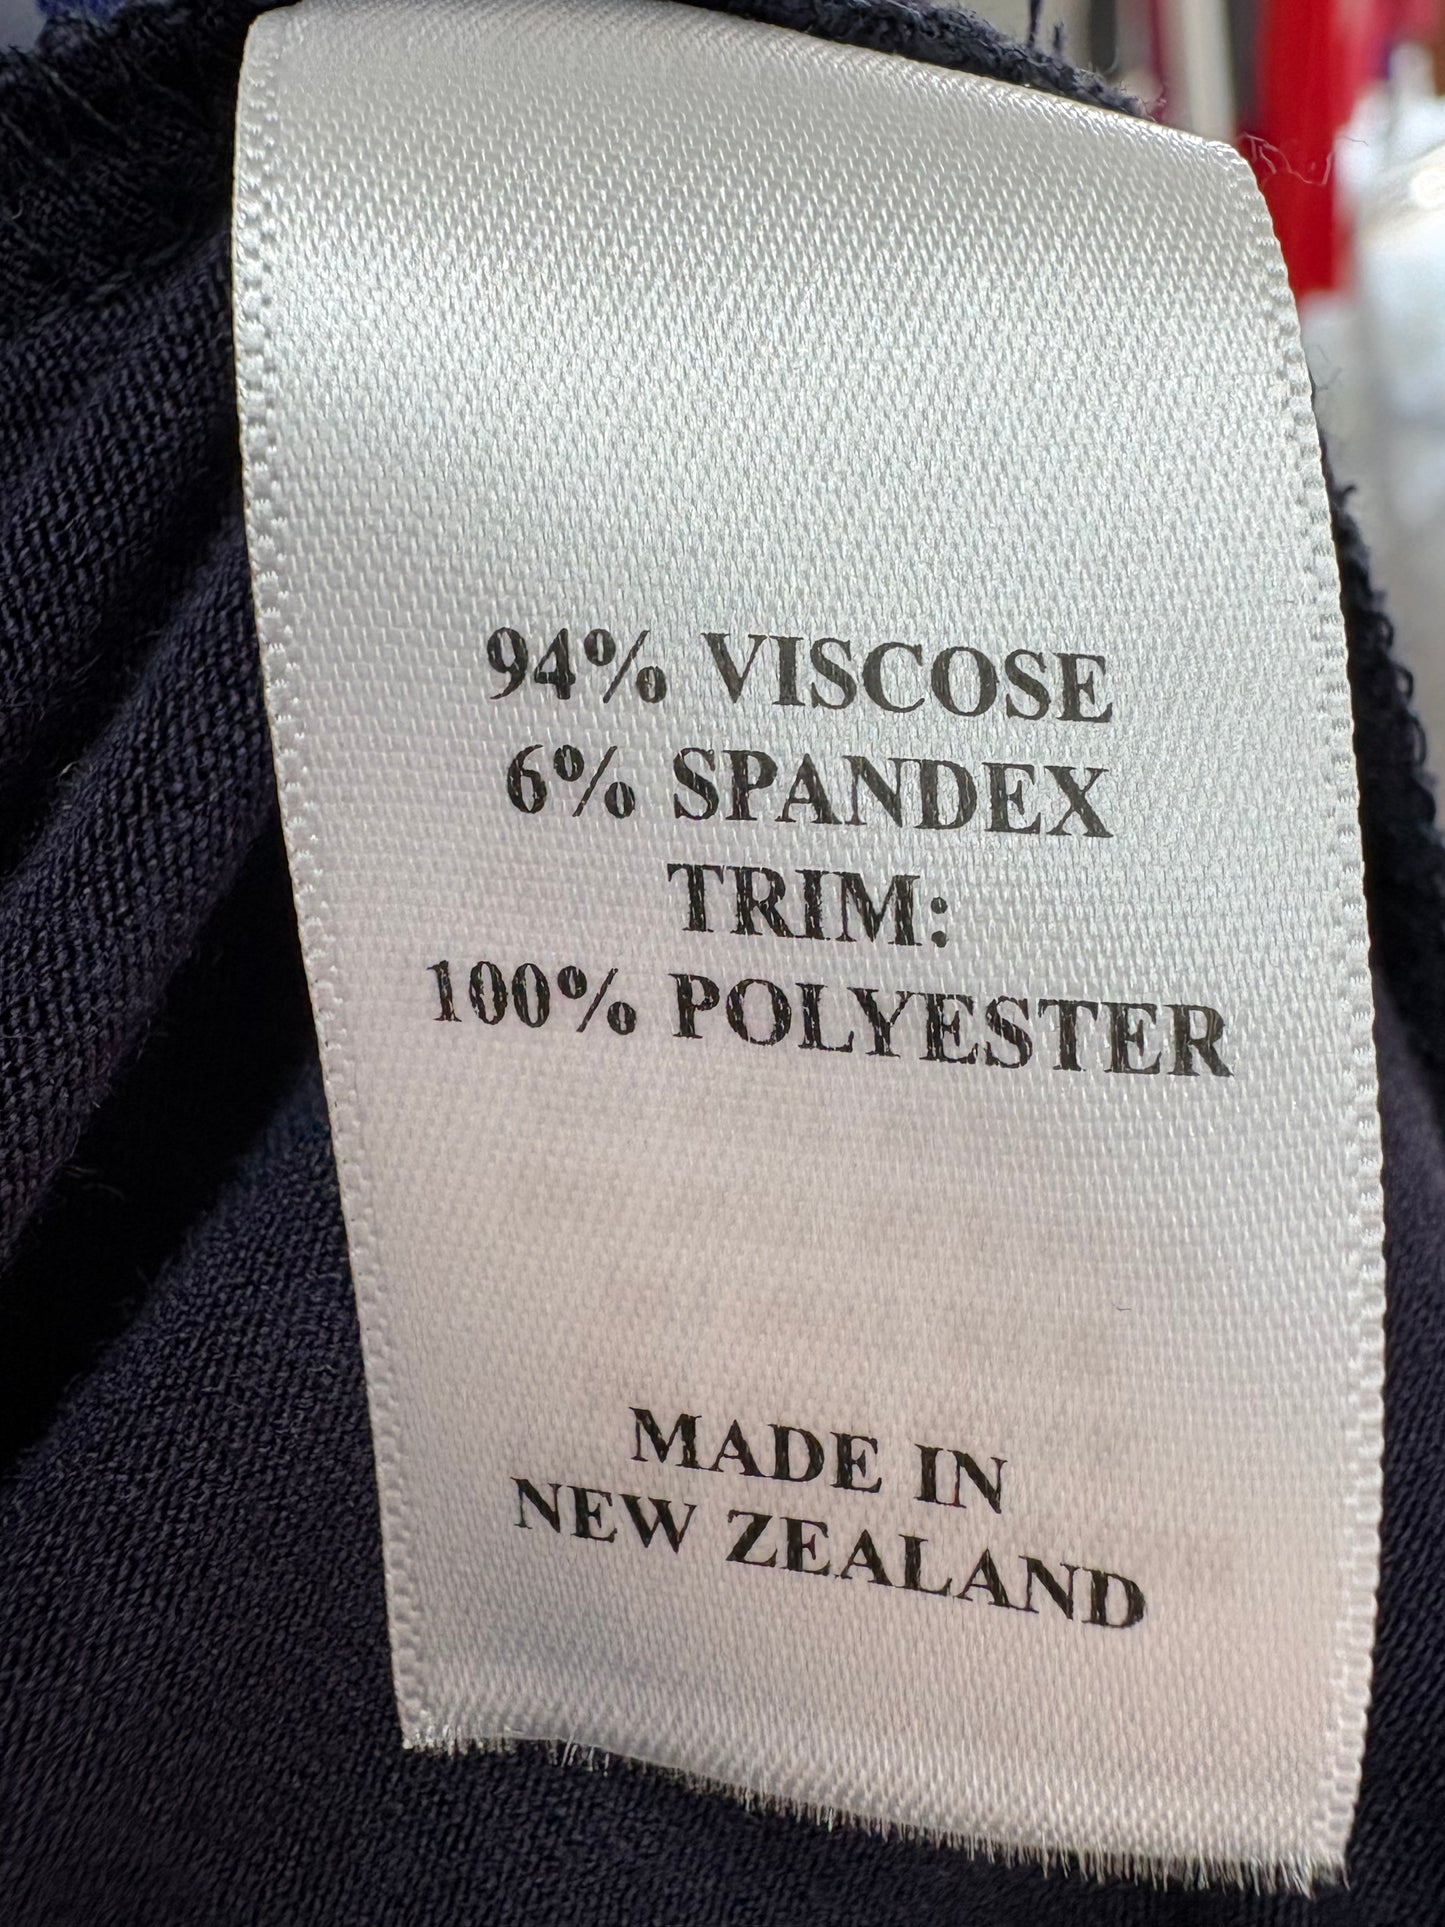 94% VISCOSE
6% SPANDEX
TRIM:
100% POLYESTER
MADE IN
NEW ZEALAND